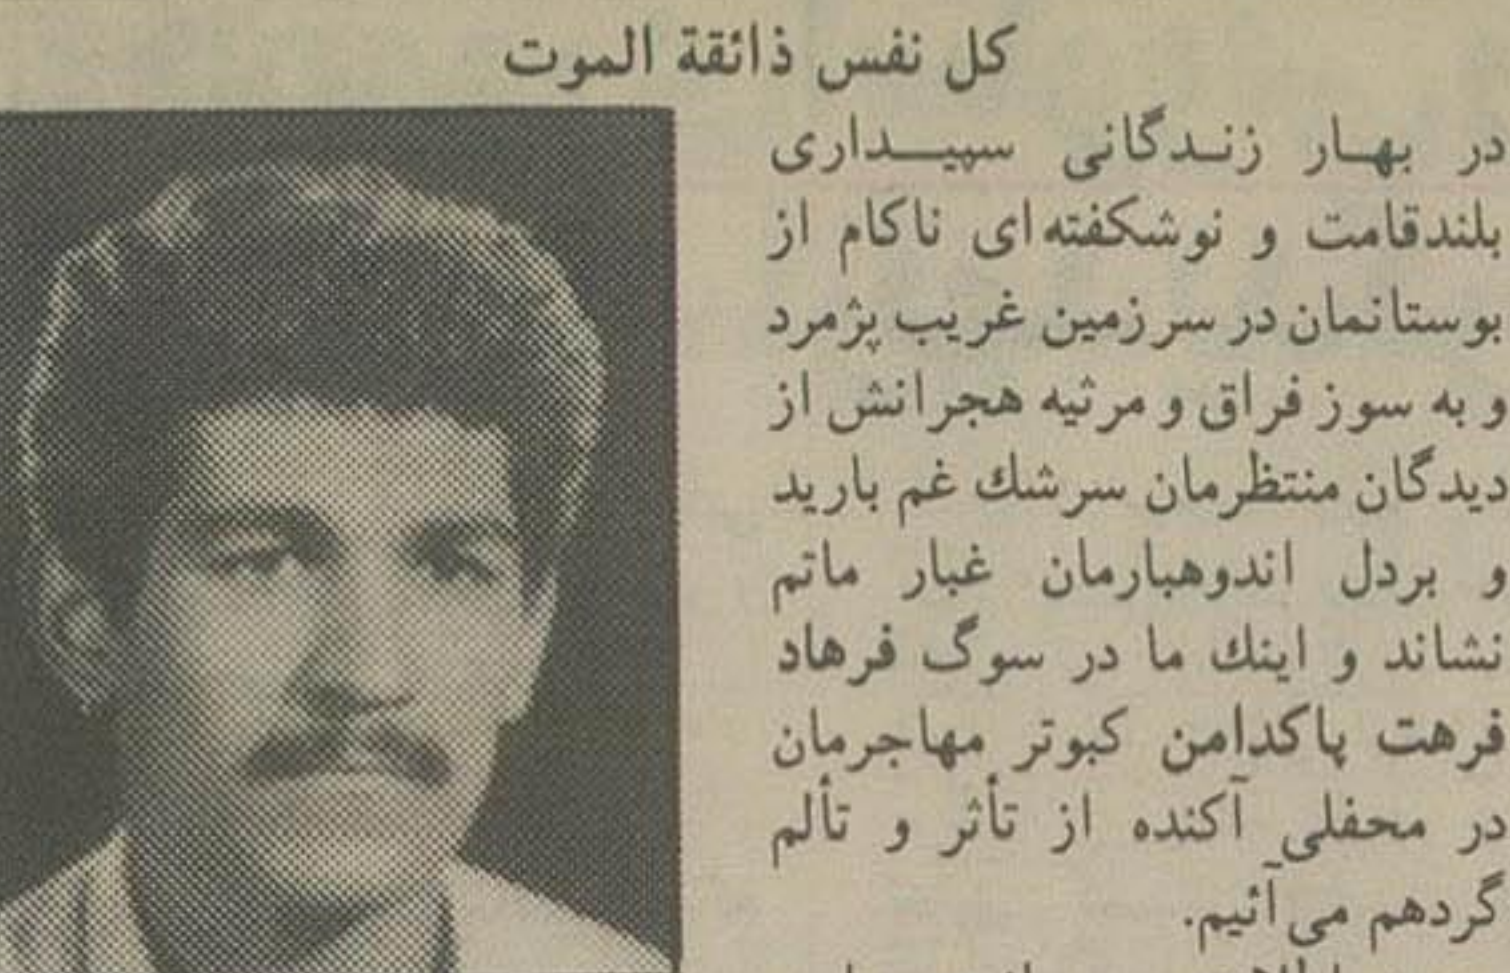 كل نفس ذائقة الموت
در بهار زندگانی سپیداری
بلندقامت و نوشکفته‌ای ناکام از
بوستانمان در سرزمین غریب پژمرد
و به سوز فراق و مرثیه هجرانش از
دیدگان منتظرمان سرشك غم بارید
و بردل اندوهبارمان غبار ماتم
نشاند و اینك ما در سوگ فرهاد
فرهت پاکدامن کبوتر مهاجرمان
در محفلی آکنده از تأثر و تألم
گردهم می‌آئیم.